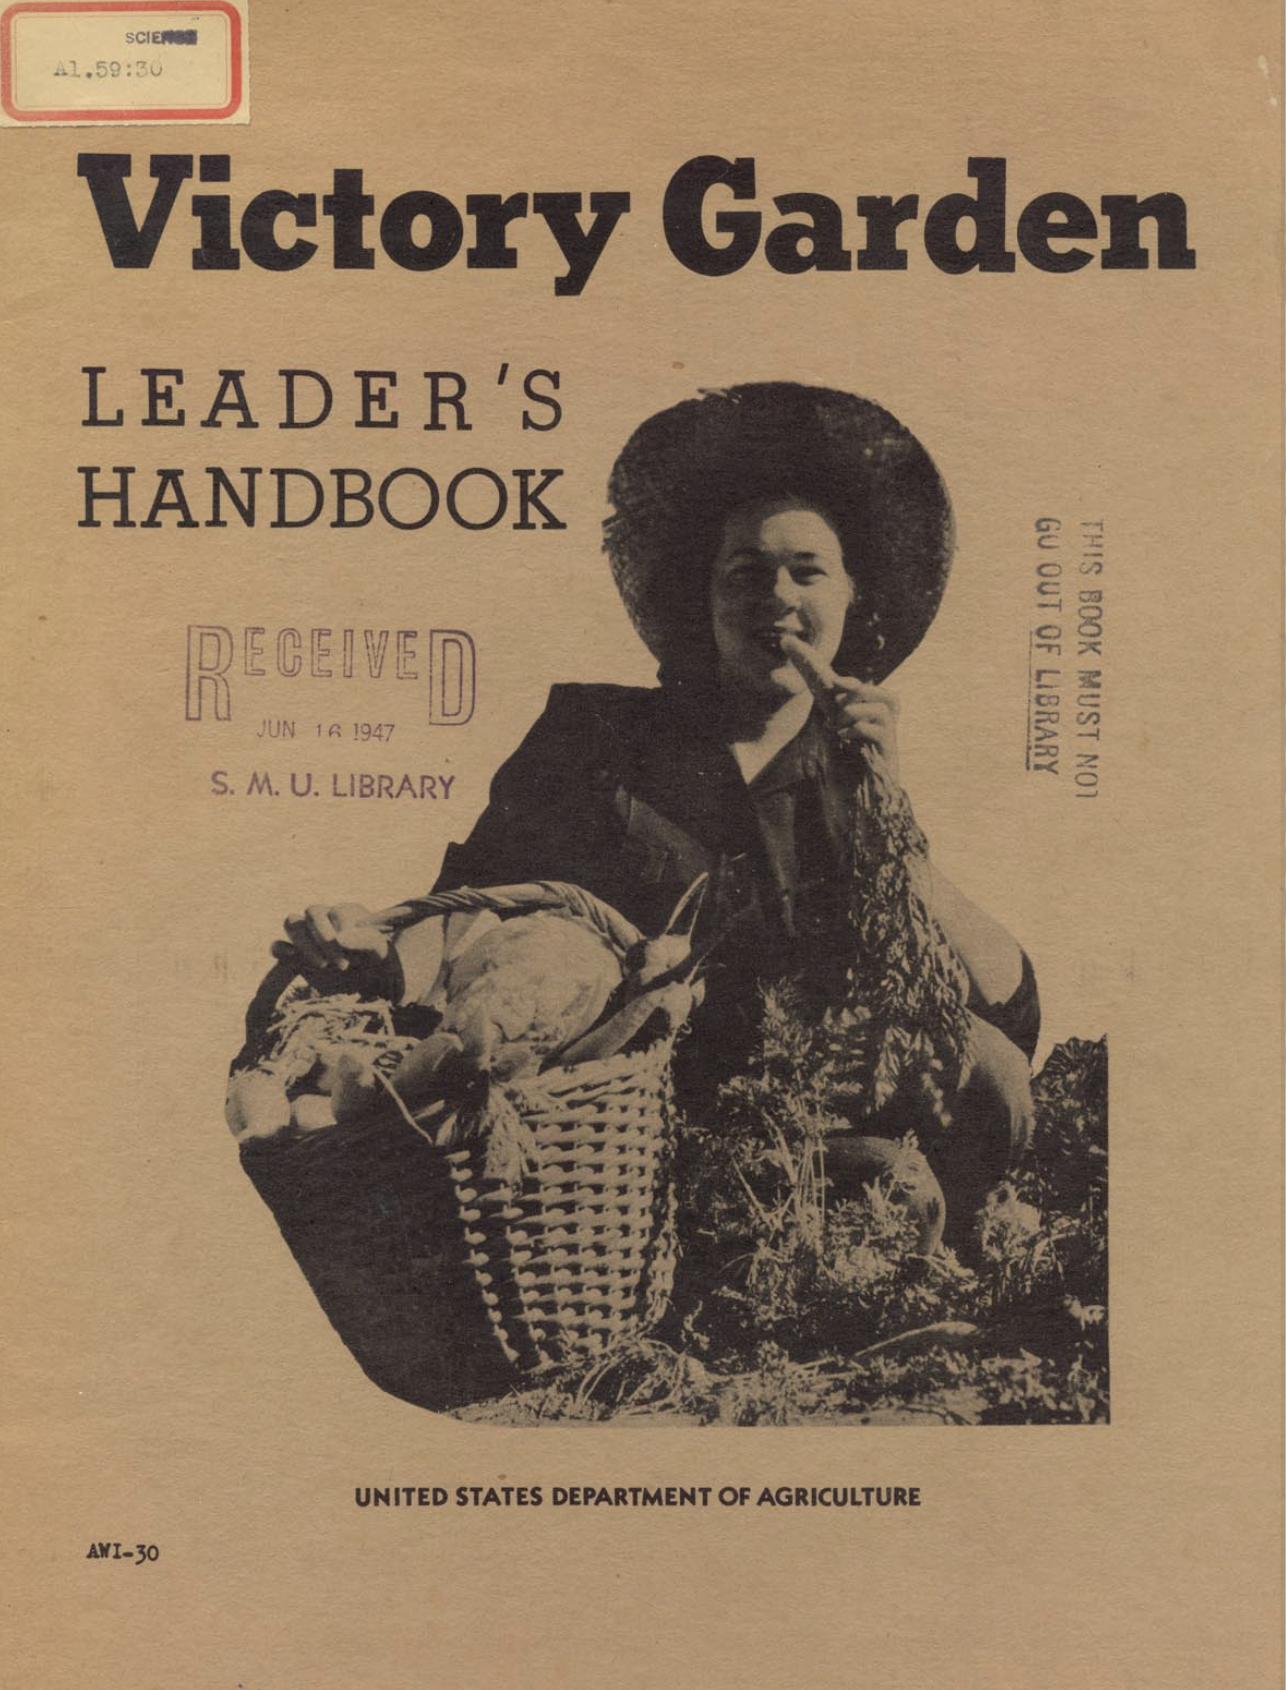 SCIENCE
A1.59:30
Victory Garden
LEADER'S
HANDBOOK
RECEIVED
JUN 16 1947
S. M. U. LIBRARY
THIS BOOK MUST NOT
GO OUT OF LIBRARY
UNITED STATES DEPARTMENT OF AGRICULTURE
AWI-30